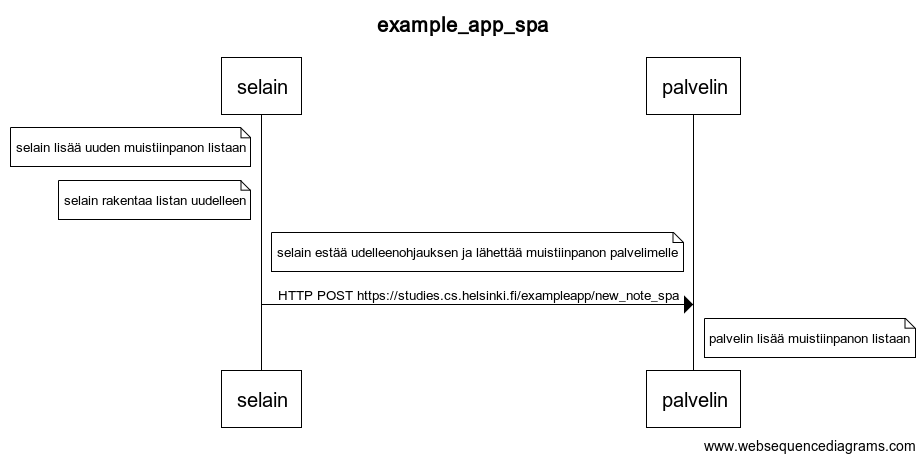 example_app_spa
selain
palvelin
selain lisää uuden muistiinpanon listaan
selain rakentaa listan uudelleen
selain estää udelleenohjauksen ja lähettää muistiinpanon palvelimelle
HTTP POST https://studies.cs.helsinki.fi/exampleapp/new_note_spa
palvelin lisää muistiinpanon listaan
selain
palvelin
www.websequencediagrams.com